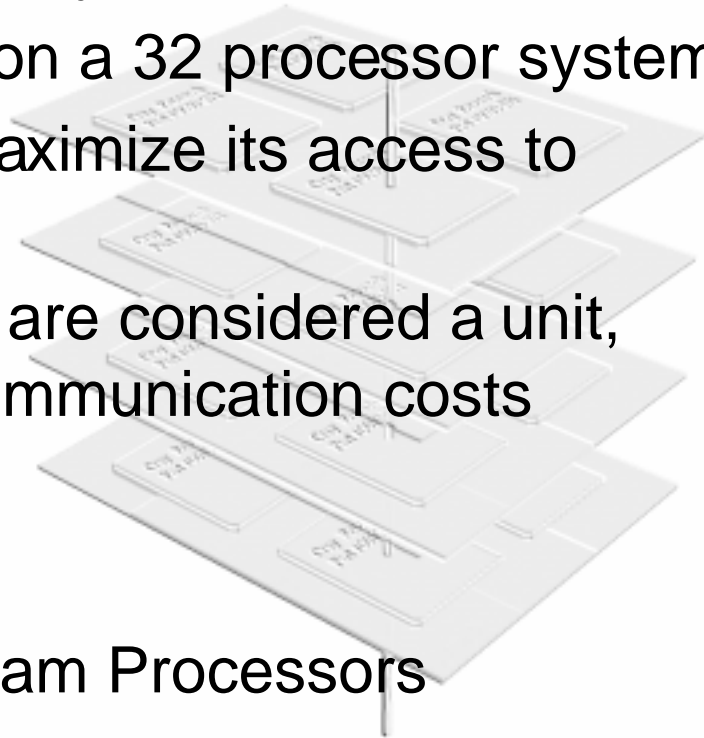 on a 32 processor system
aximize its access to
are considered a unit,
mmunication costs
am Processors